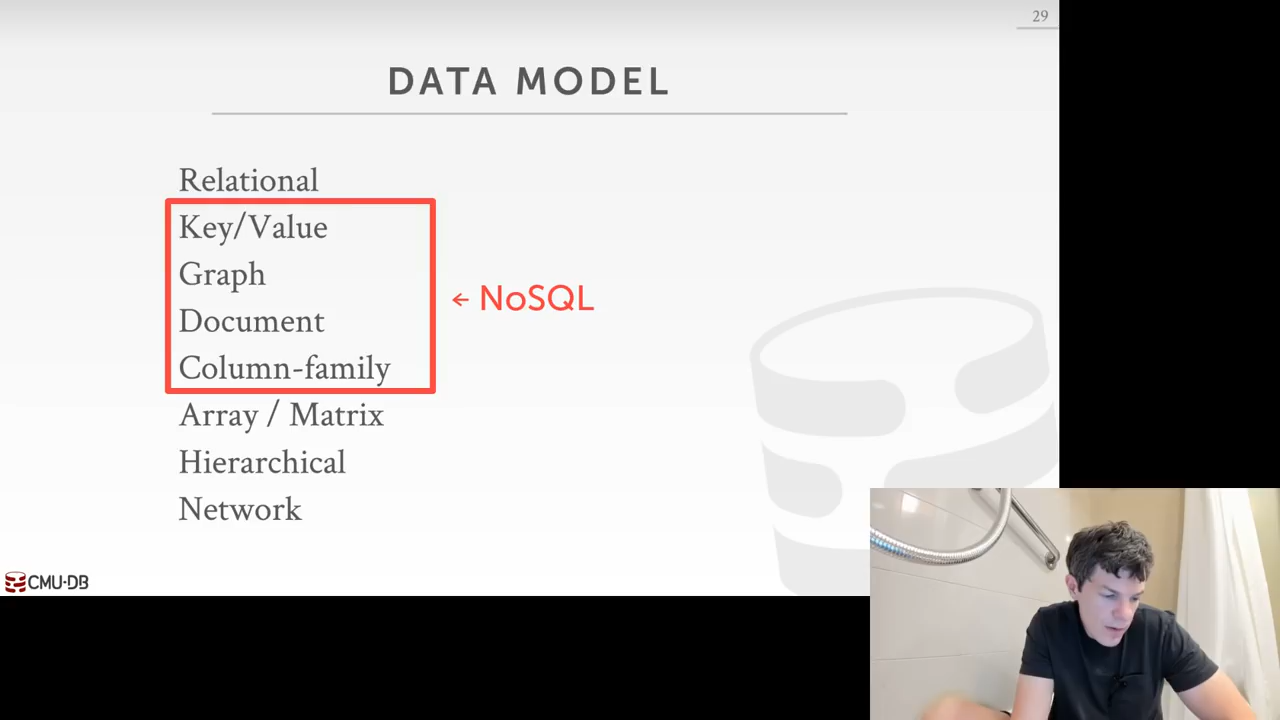 29
DATA MODEL
Relational
Key/Value
Graph
Document
Column-family
← NoSQL
Array / Matrix
Hierarchical
Network
CMU·DB